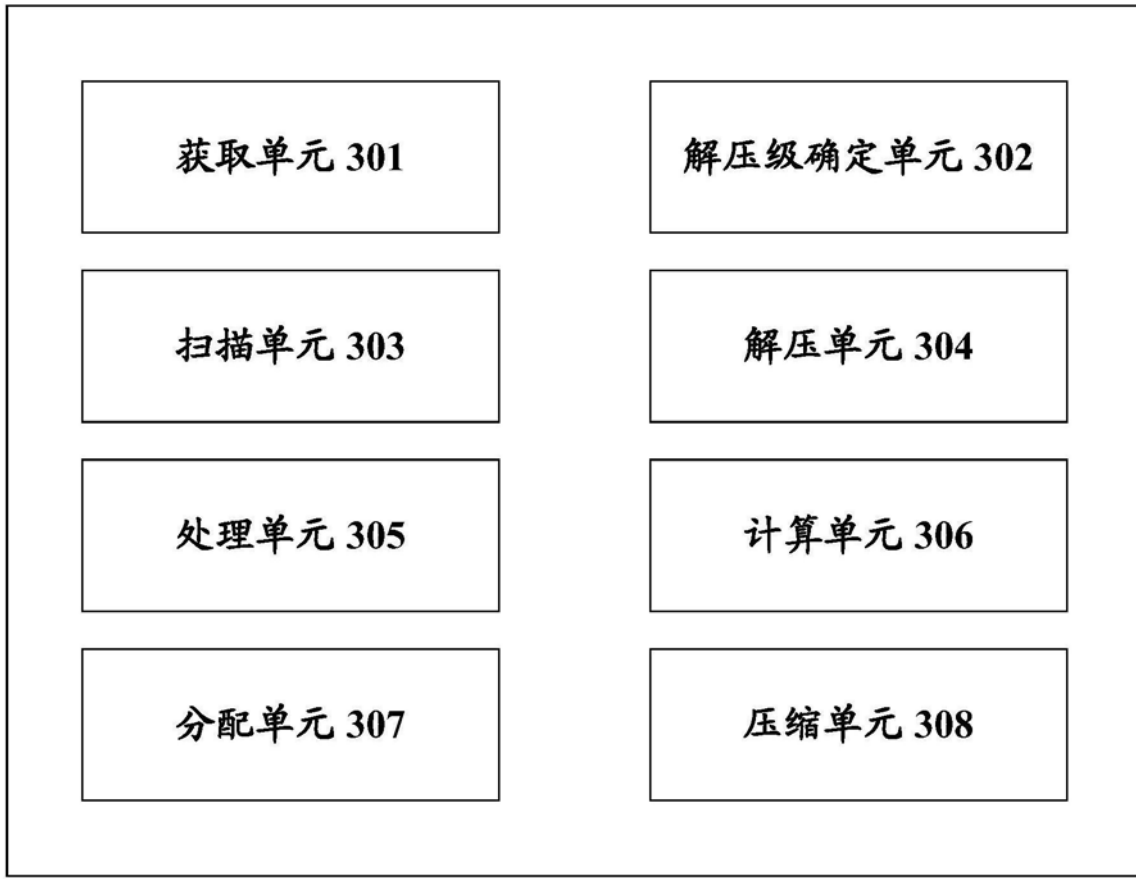 获取单元 301
解压级确定单元 302
扫描单元 303
解压单元 304
处理单元 305
计算单元 306
分配单元 307
压缩单元 308